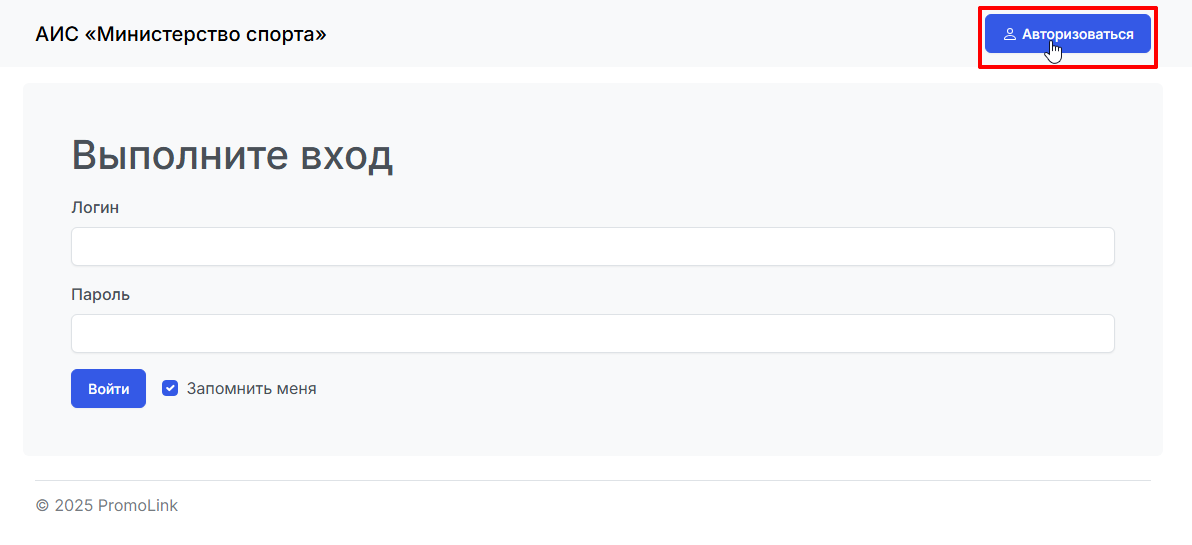 АИС «Министерство спорта»
Авторизоваться
Выполните вход
Логин
Пароль
Войти
Запомнить меня
© 2025 PromoLink